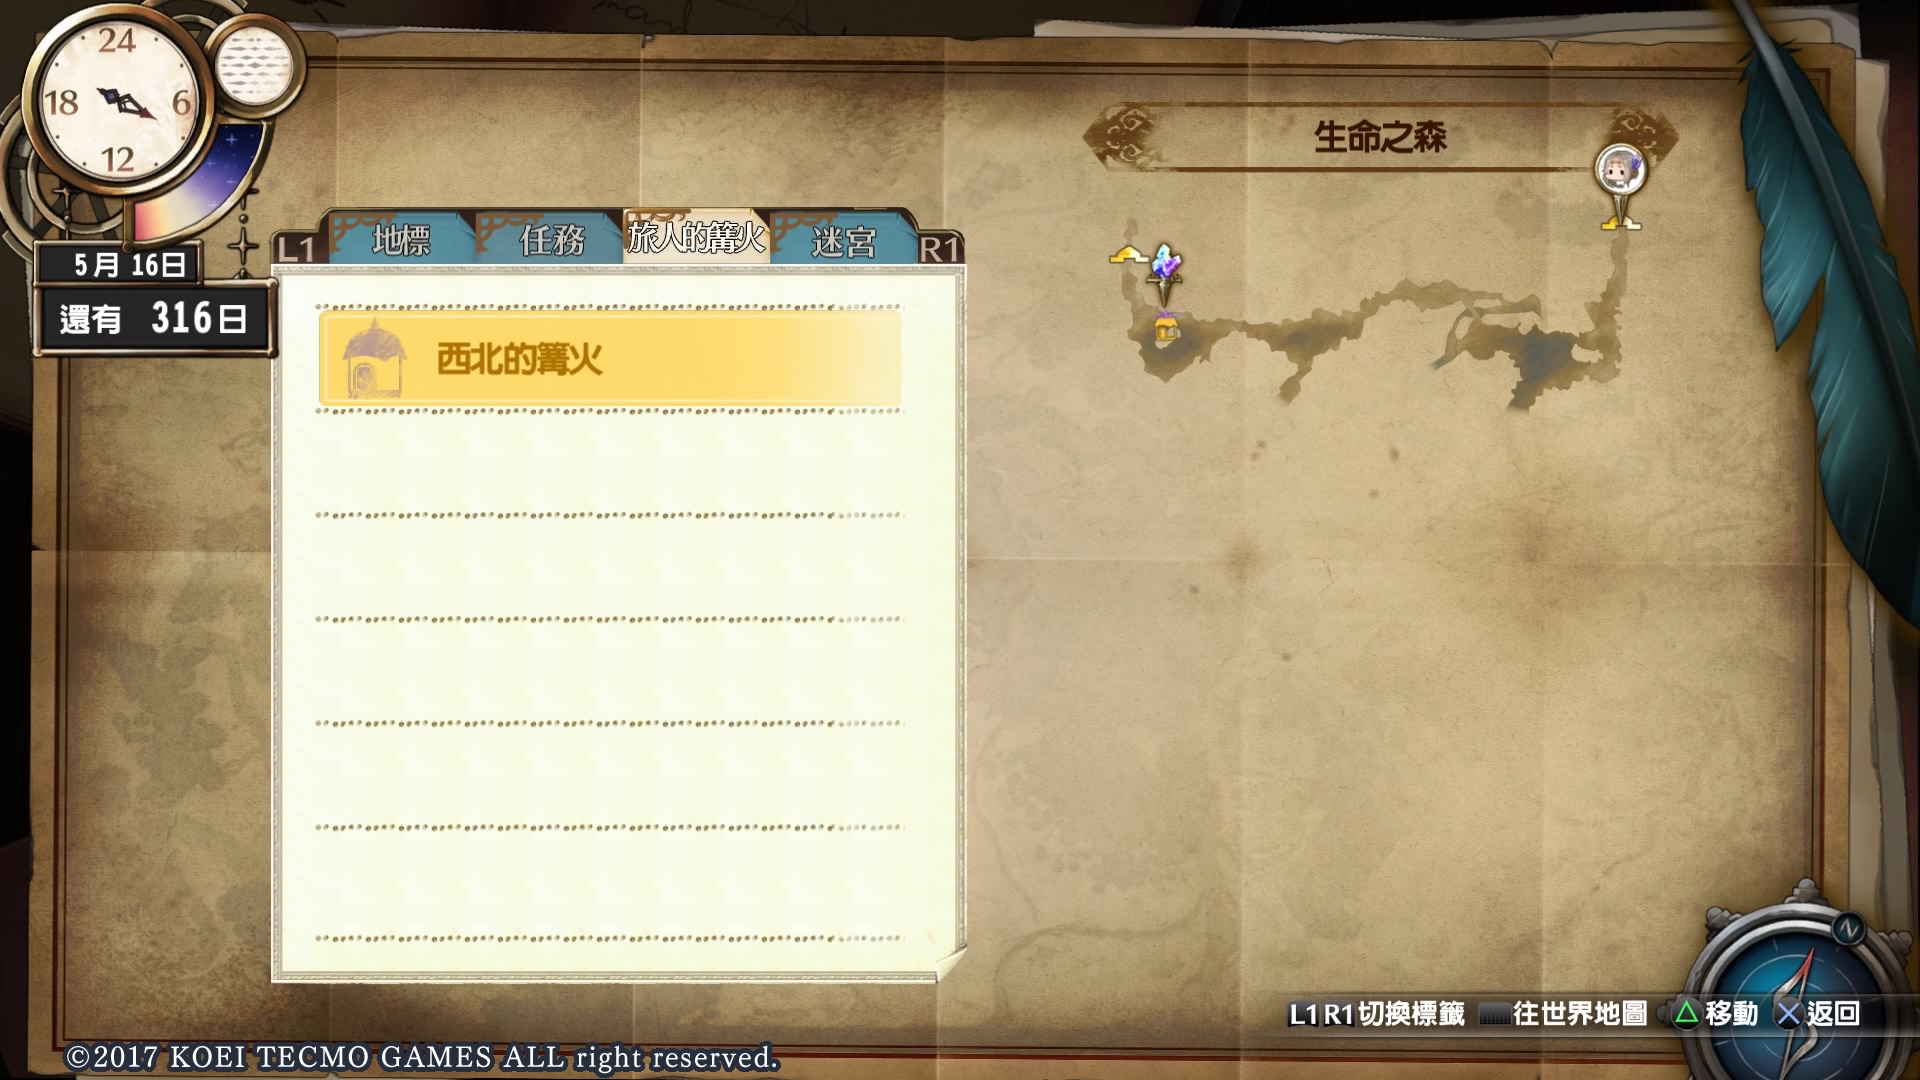 24
18
6
12
5月 16日
還有 316日
L1 地標 任務 旅人的篝火 迷宮 R1
西北的篝火
生命之森
N
L1 R1切換標籤 往世界地圖 移動 返回
©2017 KOEI TECMO GAMES ALL right reserved.